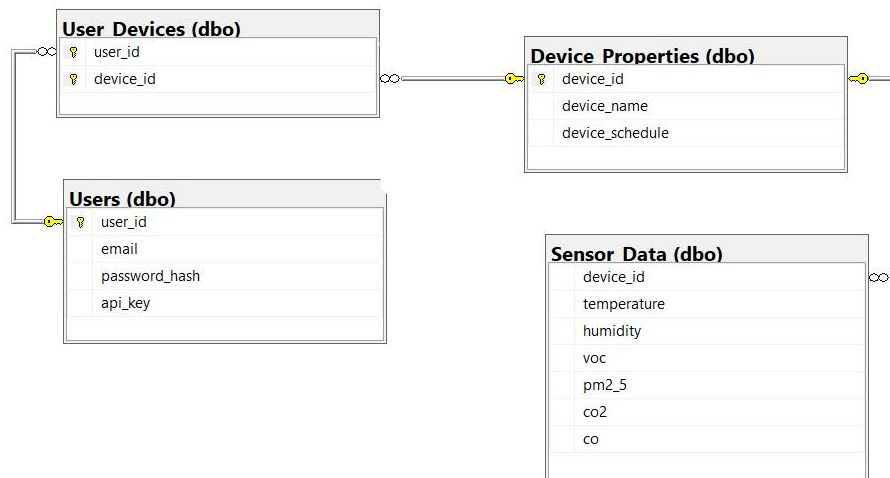 User_Devices (dbo)
user_id
device_id
Device_Properties (dbo)
device_id
device_name
device_schedule
Users (dbo)
user_id
email
password_hash
api_key
Sensor_Data (dbo)
device_id
temperature
humidity
voc
pm2_5
co2
co